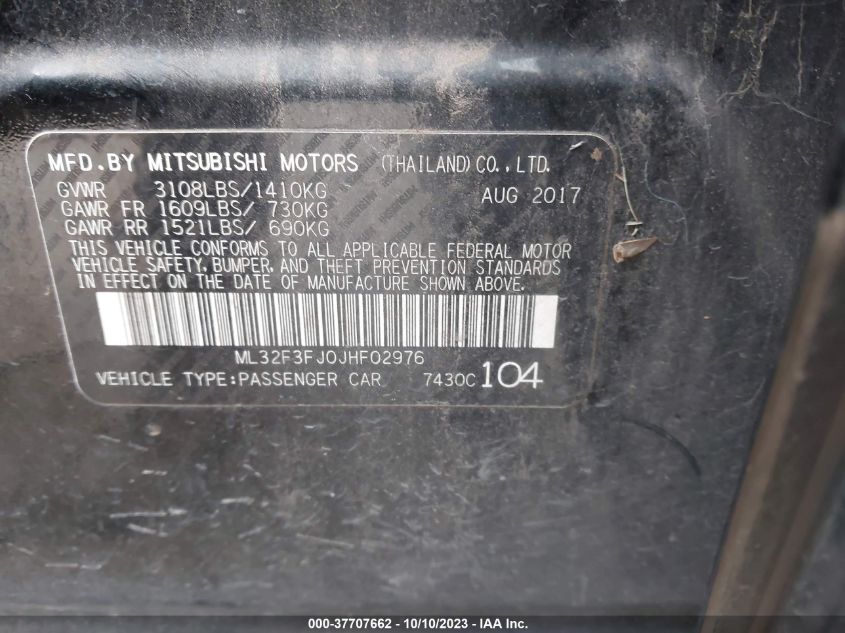 MFD.BY MITSUBISHI MOTORS (THAILAND) CO., LTD.
GVWR 3108LBS/1410KG AUG 2017
GAWR FR 1609LBS/ 730KG
GAWR RR 1521LBS/ 690KG
THIS VEHICLE CONFORMS TO ALL APPLICABLE FEDERAL MOTOR
VEHICLE SAFETY, BUMPER, AND THEFT PREVENTION STANDARDS
IN EFFECT ON THE DATE OF MANUFACTURE SHOWN ABOVE.
ML32F3FJ0JHF02976
VEHICLE TYPE:PASSENGER CAR 7430C 104
000-37707662 - 10/10/2023 - IAA Inc.